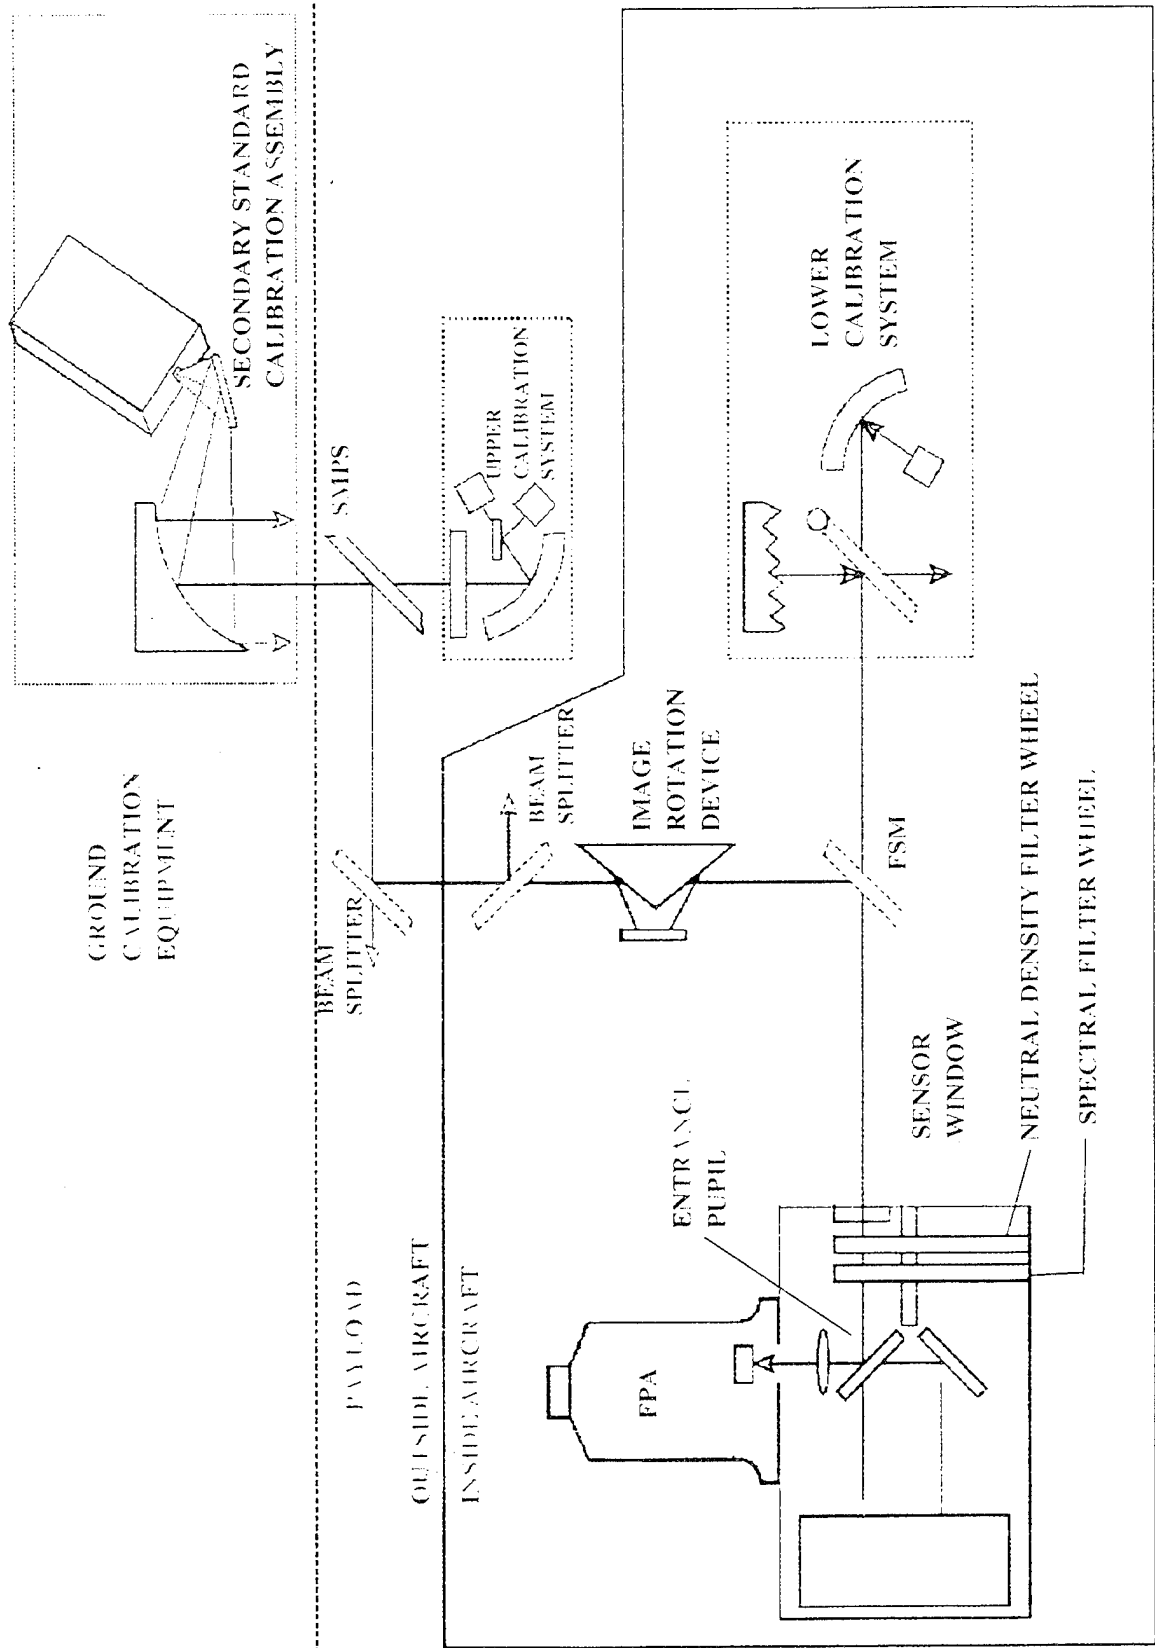 GROUND
CALIBRATION
EQUIPMENT
SECONDARY STANDARD
CALIBRATION ASSEMBLY
PAYLOAD
BEAM
SPLITTER
SMPS
OUTSIDE AIRCRAFT
INSIDE AIRCRAFT
UPPER
CALIBRATION
SYSTEM
BEAM
SPLITTER
IMAGE
ROTATION
DEVICE
FPA
ENTRANCE
PUPIL
LOWER
CALIBRATION
SYSTEM
FSM
SENSOR
WINDOW
NEUTRAL DENSITY FILTER WHEEL
SPECTRAL FILTER WHEEL